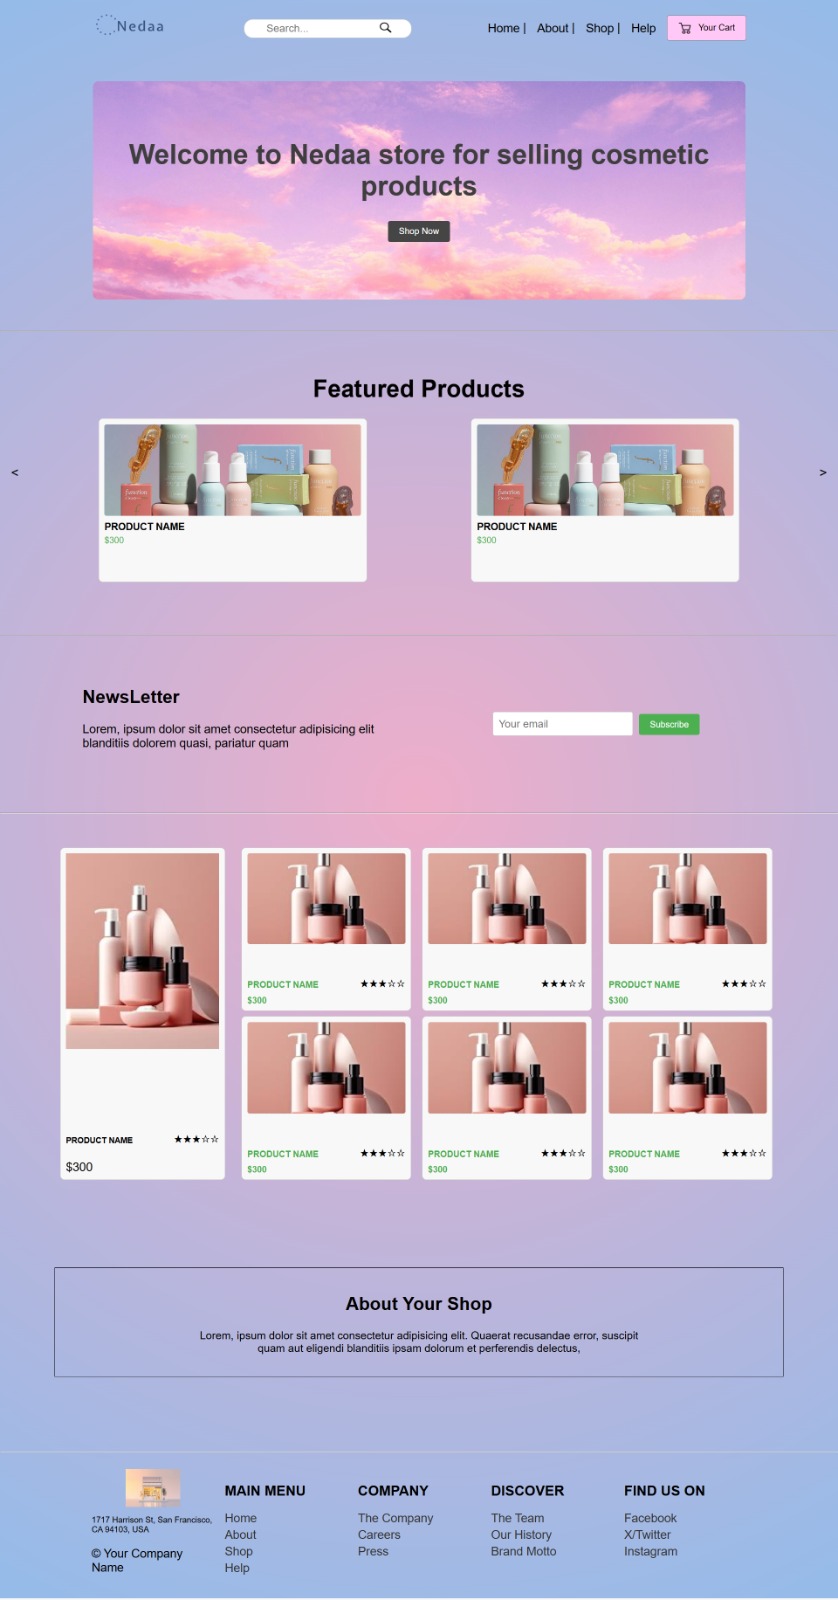 Nedaa
Search...
Home |
About |
Shop |
Help
Your Cart
Welcome to Nedaa store for selling cosmetic
products
Shop Now
Featured Products
<
>
PRODUCT NAME
$300
PRODUCT NAME
$300
NewsLetter
Lorem, ipsum dolor sit amet consectetur adipisicing elit
blanditiis dolorem quasi, pariatur quam
Your email
Subscribe
PRODUCT NAME ★★★☆☆
$300
PRODUCT NAME ★★★☆☆
$300
PRODUCT NAME ★★★☆☆
$300
PRODUCT NAME ★★★☆☆
$300
PRODUCT NAME ★★★☆☆
$300
PRODUCT NAME ★★★☆☆
$300
PRODUCT NAME ★★★☆☆
$300
About Your Shop
Lorem, ipsum dolor sit amet consectetur adipisicing elit. Quaerat recusandae error, suscipit
quam aut eligendi blanditiis ipsam dolorum et perferendis delectus,
1717 Harrison St, San Francisco,
CA 94103, USA
© Your Company
Name
MAIN MENU
Home
About
Shop
Help
COMPANY
The Company
Careers
Press
DISCOVER
The Team
Our History
Brand Motto
FIND US ON
Facebook
X/Twitter
Instagram